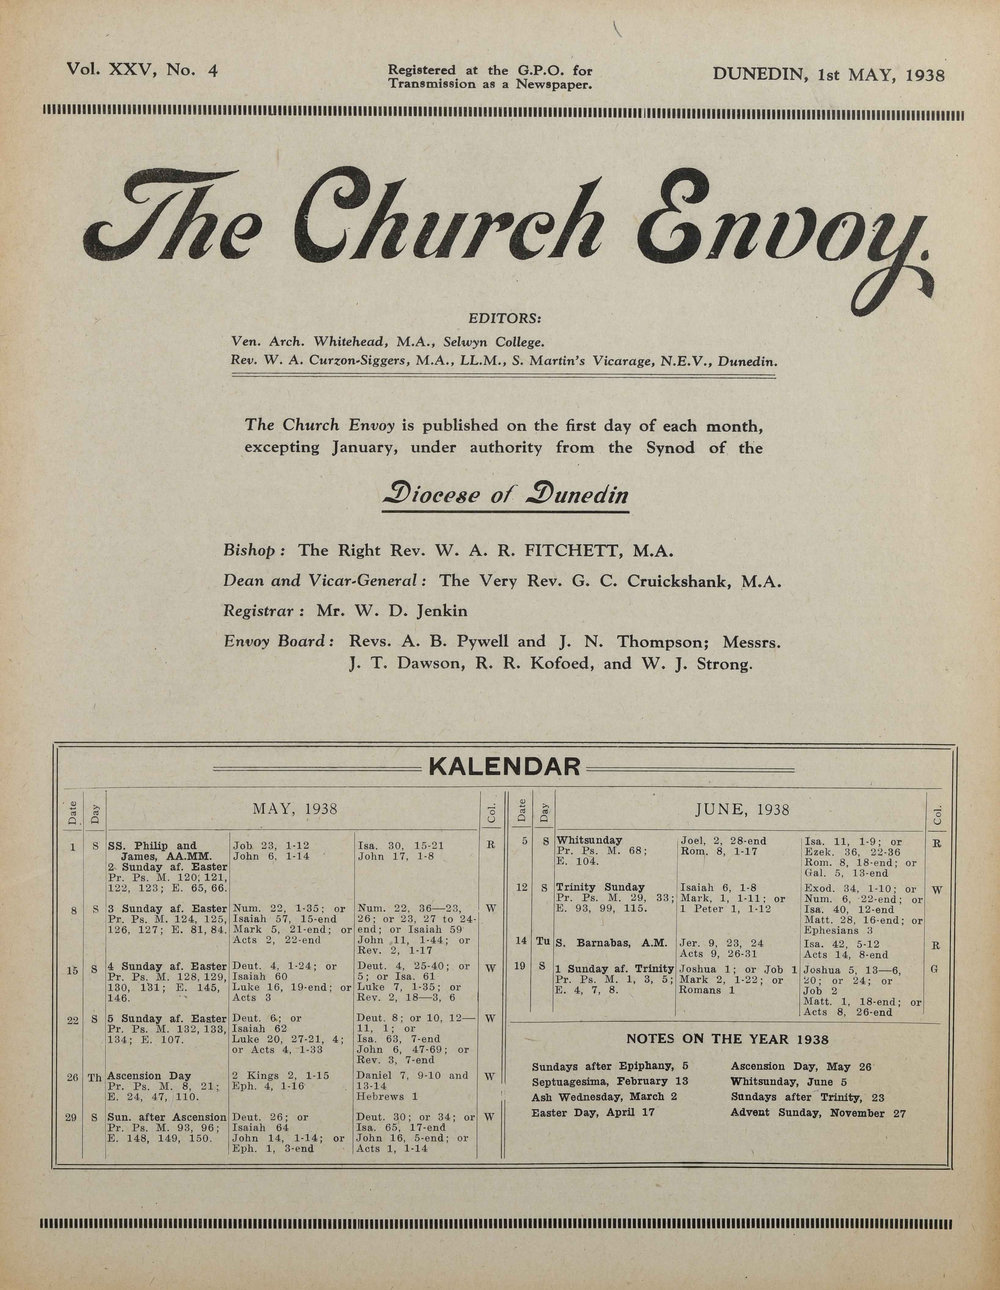 Vol. XXV, No. 4
Registered at the G.P.O. for
Transmission as a Newspaper.
DUNEDIN, 1st MAY, 1938
The Church Envoy.
EDITORS:
Ven. Arch. Whitehead, M.A., Selwyn College.
Rev. W. A. Curzon-Siggers, M.A., LL.M., S. Martin's Vicarage, N.E.V., Dunedin.
The Church Envoy is published on the first day of each month,
excepting January, under authority from the Synod of the
Diocese of Dunedin
Bishop : The Right Rev. W. A. R. FITCHETT, M.A.
Dean and Vicar-General : The Very Rev. G. C. Cruickshank, M.A.
Registrar : Mr. W. D. Jenkin
Envoy Board : Revs. A. B. Pywell and J. N. Thompson; Messrs.
J. T. Dawson, R. R. Kofoed, and W. J. Strong.
KALENDAR
Date Day MAY, 1938 Col.
1 S SS. Philip and Job 23, 1-12 Isa. 30, 15-21 R
James, AA.MM. John 6, 1-14 John 17, 1-8
2 Sunday af. Easter
Pr. Ps. M. 120, 121,
122, 123; E. 65, 66.
8 S 3 Sunday af. Easter Num. 22, 1-35; or Num. 22, 36—23, W
Pr. Ps. M. 124, 125, Isaiah 57, 15-end 26; or 23, 27 to 24-
126, 127; E. 81, 84. Mark 5, 21-end; or end; or Isaiah 59
Acts 2, 22-end John 11, 1-44; or
Rev. 2, 1-17
15 S 4 Sunday af. Easter Deut. 4, 1-24; or Deut. 4, 25-40; or W
Pr. Ps. M. 128, 129, Isaiah 60 5; or Isa. 61
130, 131; E. 145, Luke 16, 19-end; or Luke 7, 1-35; or
146. Acts 3 Rev. 2, 18—3, 6
22 S 5 Sunday af. Easter Deut. 6; or Deut. 8; or 10, 12— W
Pr. Ps. M. 132, 133, Isaiah 62 11, 1; or
134; E. 107. Luke 20, 27-21, 4; Isa. 63, 7-end
or Acts 4, 1-33 John 6, 47-69; or
Rev. 3, 7-end
26 Th Ascension Day 2 Kings 2, 1-15 Daniel 7, 9-10 and W
Pr. Ps. M. 8, 21; Eph. 4, 1-16 13-14
E. 24, 47, 110. Hebrews 1
29 S Sun. after Ascension Deut. 26; or Deut. 30; or 34; or W
Pr. Ps. M. 93, 96; Isaiah 64 Isa. 65, 17-end
E. 148, 149, 150. John 14, 1-14; or John 16, 5-end; or
Eph. 1, 3-end Acts 1, 1-14
Date Day JUNE, 1938 Col.
5 S Whitsunday Joel, 2, 28-end Isa. 11, 1-9; or R
Pr. Ps. M. 68; Rom. 8, 1-17 Ezek. 36, 22-36
E. 104. Rom. 8, 18-end; or
Gal. 5, 13-end
12 S Trinity Sunday Isaiah 6, 1-8 Exod. 34, 1-10; or W
Pr. Ps. M. 29, 33; Mark, 1, 1-11; or Num. 6, 22-end; or
E. 93, 99, 115. 1 Peter 1, 1-12 Isa. 40, 12-end
Matt. 28, 16-end; or
Ephesians 3
14 Tu S. Barnabas, A.M. Jer. 9, 23, 24 Isa. 42, 5-12 R
Acts 9, 26-31 Acts 14, 8-end
19 S 1 Sunday af. Trinity Joshua 1; or Job 1 Joshua 5, 13—6, G
Pr. Ps. M. 1, 3, 5; Mark 2, 1-22; or 20; or 24; or
E. 4, 7, 8. Romans 1 Job 2
Matt. 1, 18-end; or
Acts 8, 26-end
NOTES ON THE YEAR 1938
Sundays after Epiphany, 5
Septuagesima, February 13
Ash Wednesday, March 2
Easter Day, April 17
Ascension Day, May 26
Whitsunday, June 5
Sundays after Trinity, 23
Advent Sunday, November 27